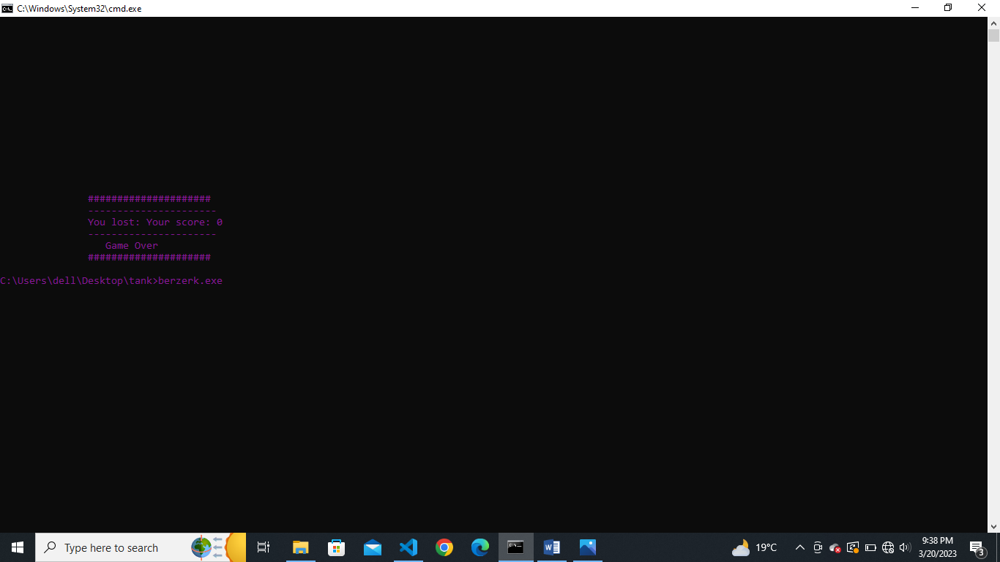 C:\Windows\System32\cmd.exe
#####################
----------------------
You lost: Your score: 0
----------------------
Game Over
#####################
C:\Users\dell\Desktop\tank>berzerk.exe
Type here to search
19°C
9:38 PM
3/20/2023
3